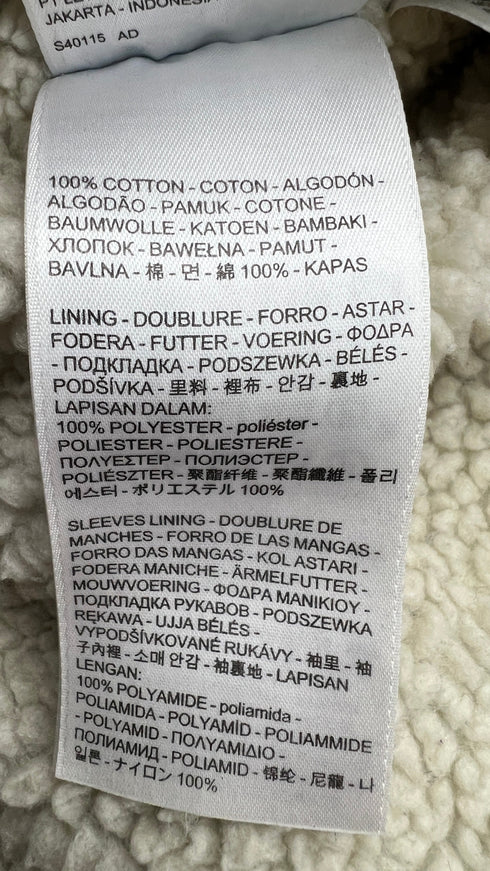 JAKARTA - INDONESIA
S40115 AD
100% COTTON - COTON - ALGODÓN -
ALGODÃO - PAMUK - COTONE -
BAUMWOLLE - KATOEN - BAMBAKI -
ХЛОПОК - BAWEŁNA - PAMUT -
BAVLNA - 棉 - 면 - 綿 100% - KAPAS
LINING - DOUBLURE - FORRO - ASTAR -
FODERA - FUTTER - VOERING - ΦΟΔΡΑ
- ПОДКЛАДКА - PODSZEWKA - BÉLÉS -
PODŠÍVKA - 里料 - 裡布 - 안감 - 裏地 -
LAPISAN DALAM:
100% POLYESTER - poliéster -
POLIESTER - POLIESTERE -
ΠΟΛΥΕΣΤΕΡ - ПОЛИЭСТЕР -
POLIÉSZTER - 聚酯纤维 - 聚酯纖維 - 폴리
에스터 - ポリエステル 100%
SLEEVES LINING - DOUBLURE DE
MANCHES - FORRO DE LAS MANGAS -
FORRO DAS MANGAS - KOL ASTARI -
FODERA MANICHE - ÄRMELFUTTER -
MOUWVOERING - ΦΟΔΡΑ ΜΑΝΙΚΙΟΥ -
ПОДКЛАДКА РУКАВОВ - PODSZEWKA
RĘKAWA - UJJA BÉLÉS -
VYPODŠÍVKOVANÉ RUKÁVY - 袖里 - 袖
子內裡 - 소매 안감 - 袖裏地 - LAPISAN
LENGAN:
100% POLYAMIDE - poliamida -
POLIAMIDA - POLYAMID - POLIAMMIDE
- POLYAMID - ΠΟΛΥΑΜΙΔΙΟ -
ПОЛИАМИД - POLIAMID - 锦纶 - 尼龍 - 나
일론 - ナイロン 100%